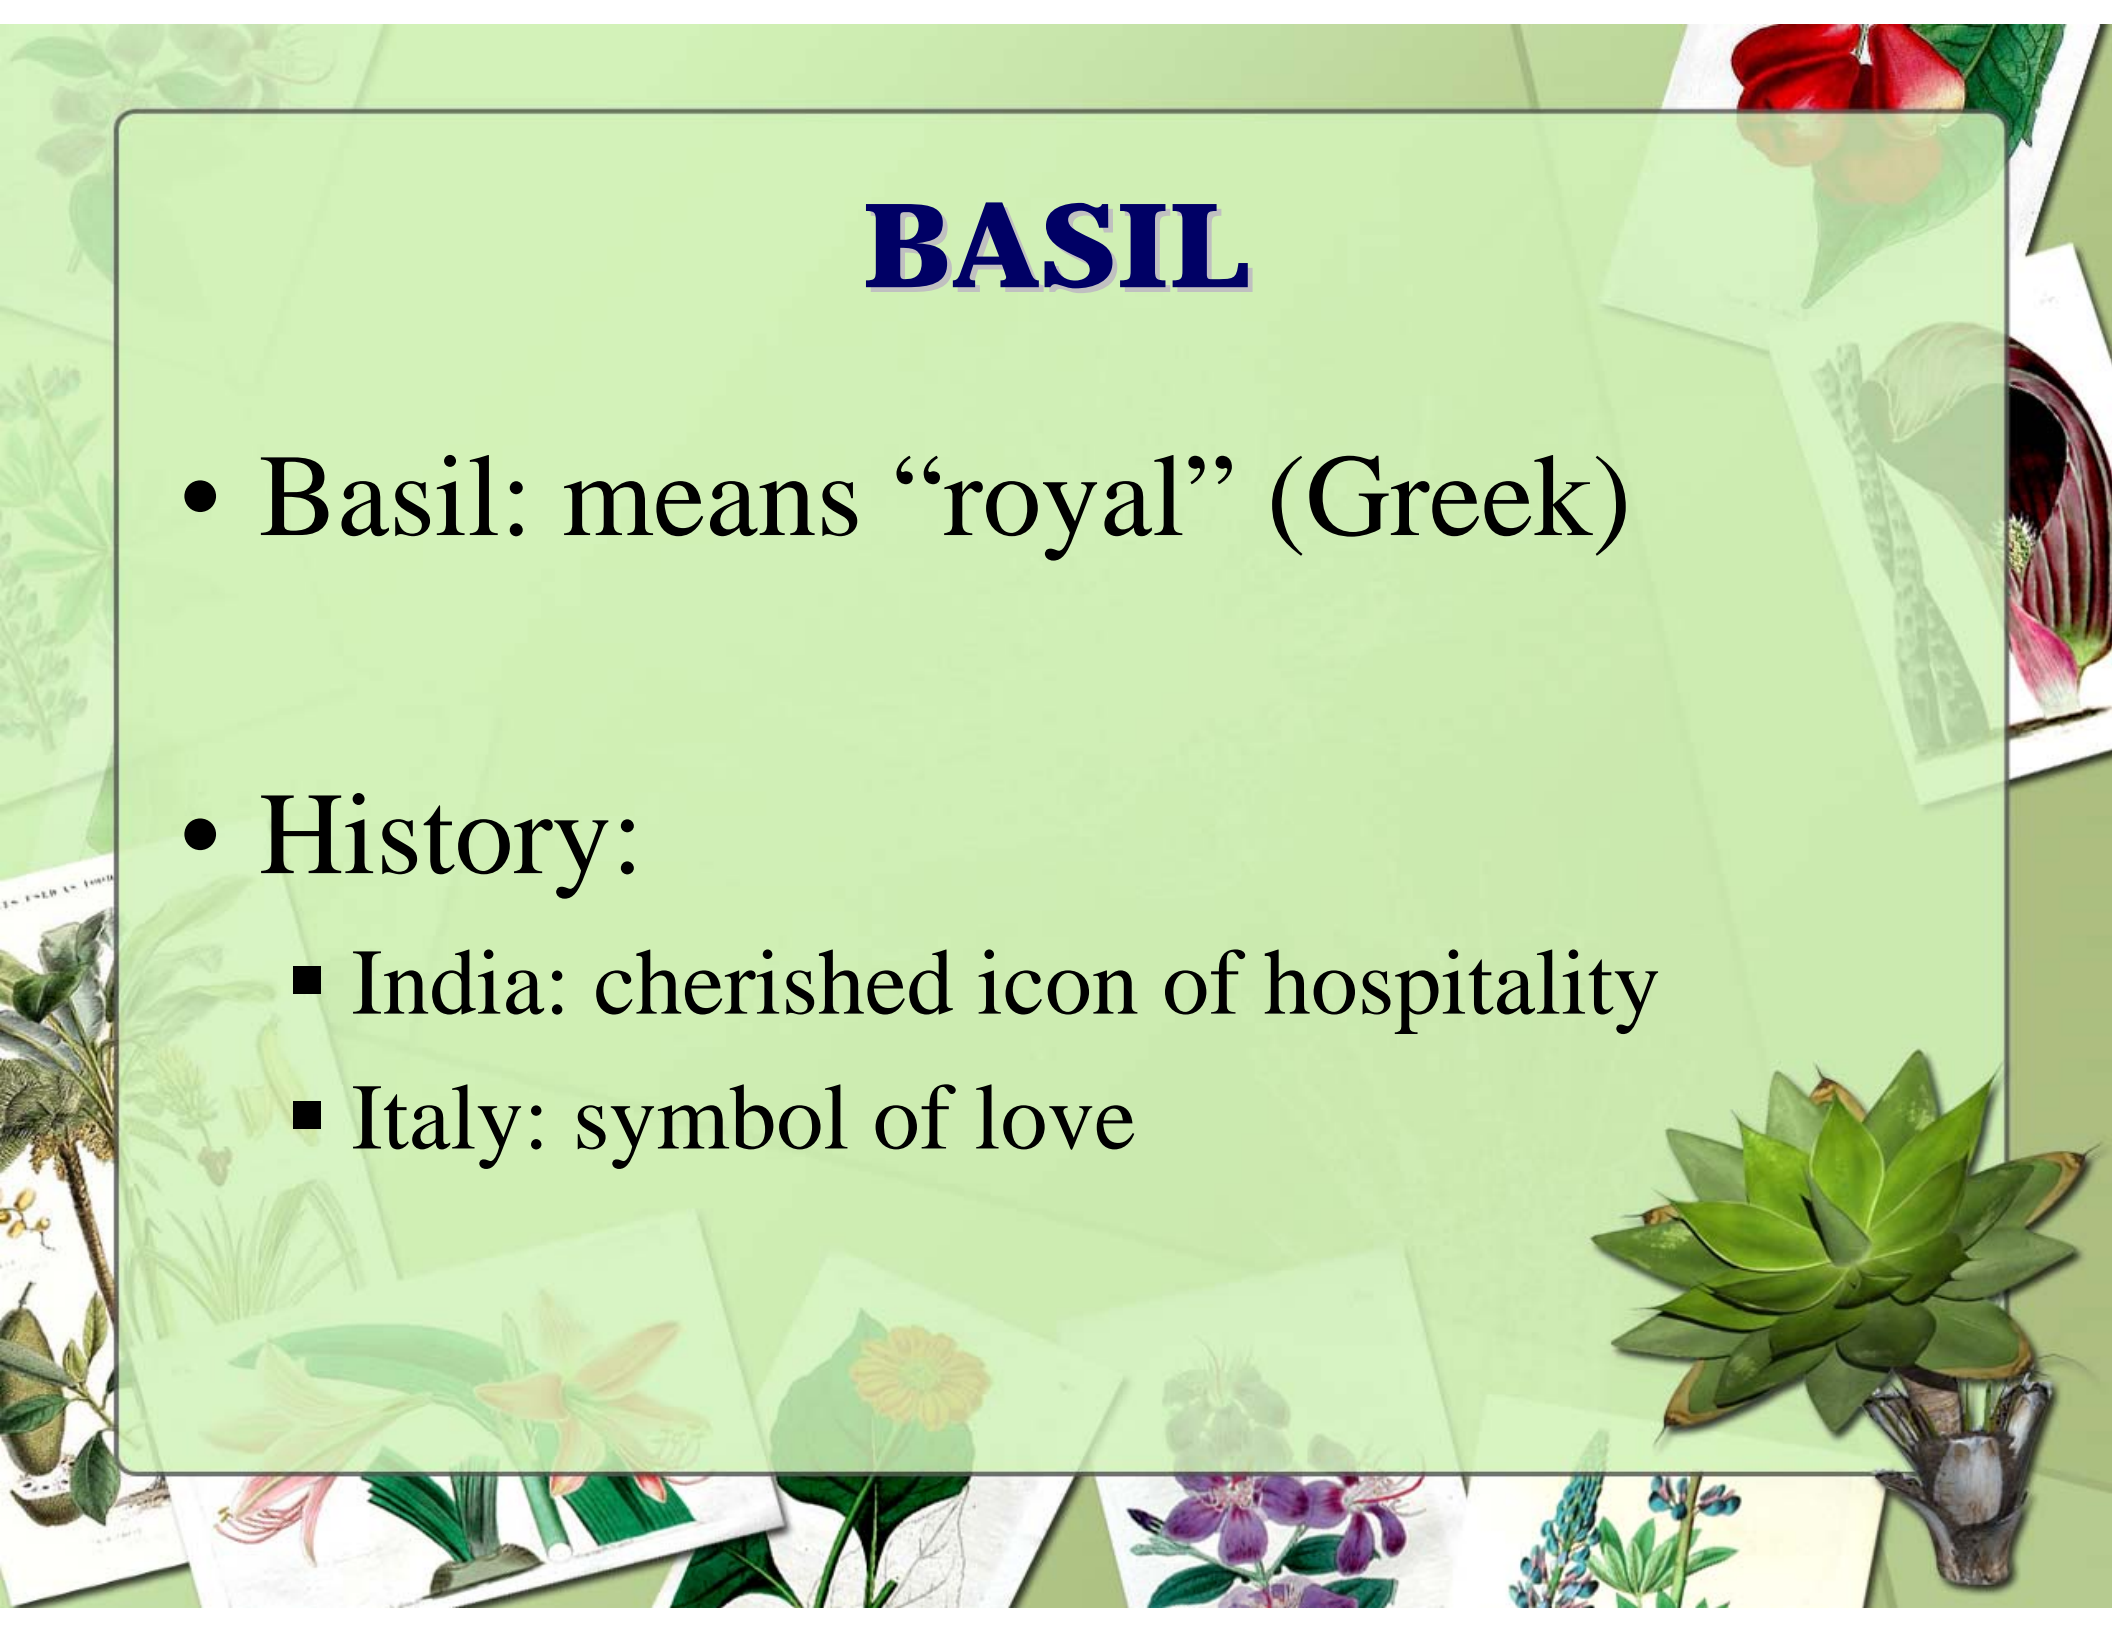 BASIL
• Basil: means “royal” (Greek)
• History:
▪ India: cherished icon of hospitality
▪ Italy: symbol of love